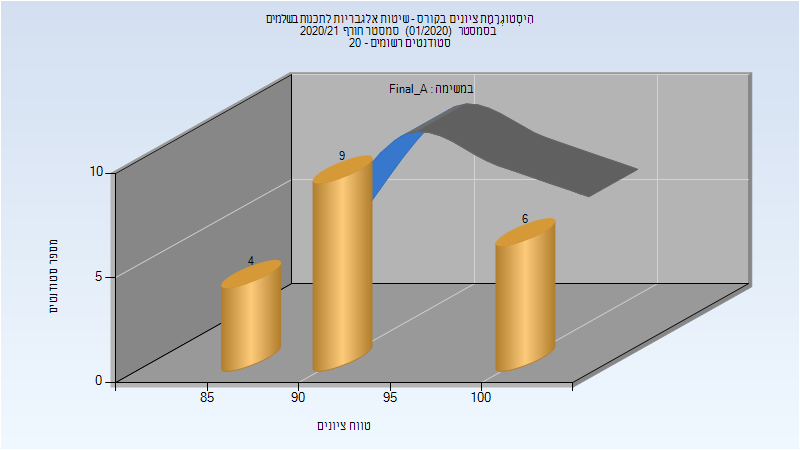 היסטוגרמת ציונים בקורס - שיטות אלגבריות לתכנות בשלמים
בסמסטר (01/2020) סמסטר חורף 2020/21
סטודנטים רשומים - 20
במשימה : Final_A
9
6
4
10
5
0
85 90 95 100
מספר סטודנטים
טווח ציונים